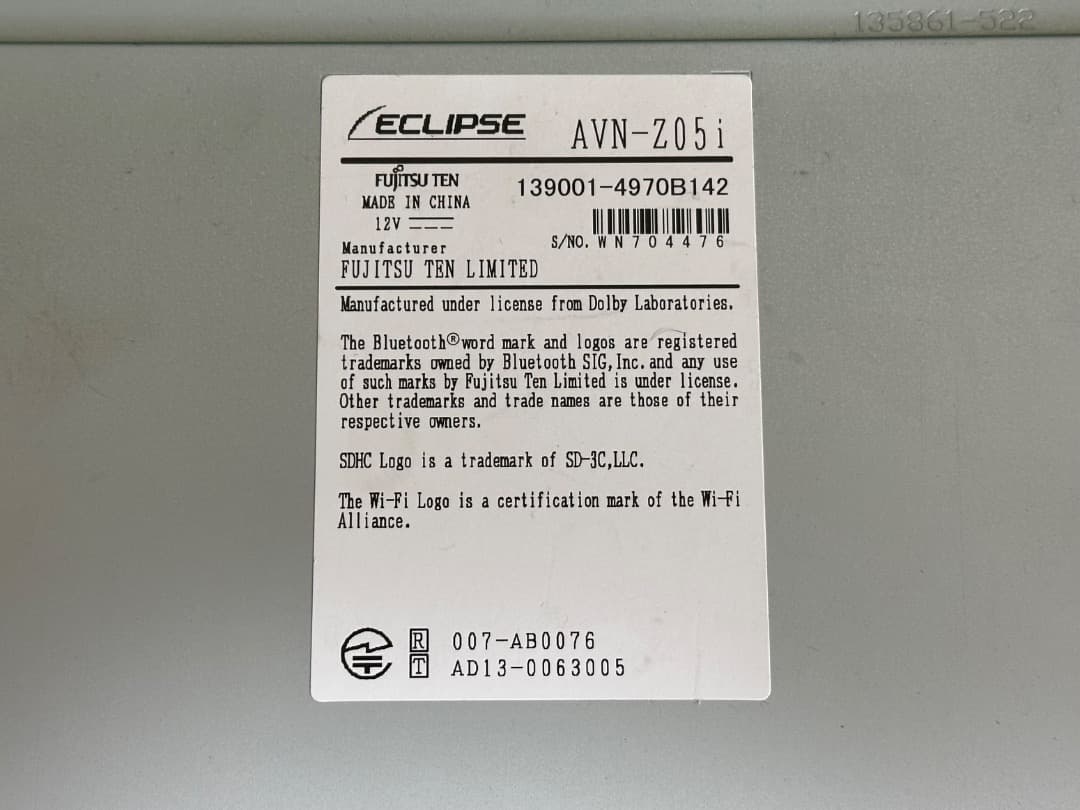 135861-522
ECLIPSE AVN-Z05i
FUJITSU TEN 139001-4970B142
MADE IN CHINA
12V
S/NO. WN704476
Manufacturer
FUJITSU TEN LIMITED
Manufactured under license from Dolby Laboratories.
The Bluetooth® word mark and logos are registered
trademarks owned by Bluetooth SIG, Inc. and any use
of such marks by Fujitsu Ten Limited is under license.
Other trademarks and trade names are those of their
respective owners.
SDHC Logo is a trademark of SD-3C, LLC.
The Wi-Fi Logo is a certification mark of the Wi-Fi
Alliance.
R 007-AB0076
T AD13-0063005